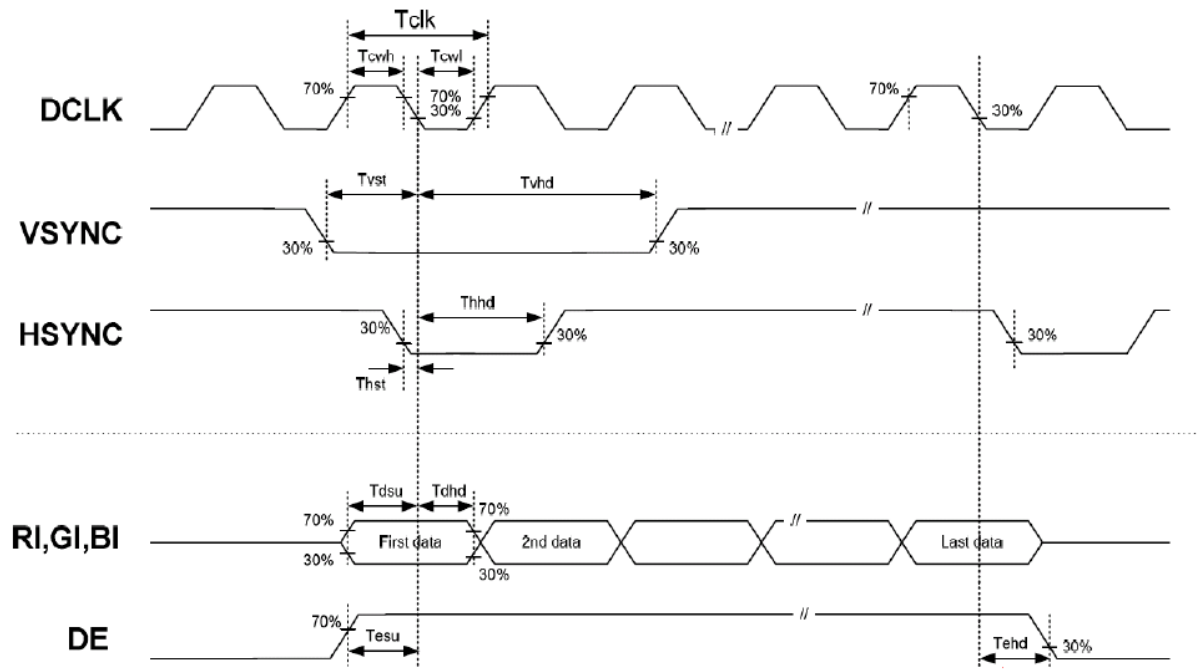 Tclk
Tcwh
Tcwl
70%
70%
30%
70%
30%
DCLK
Tvst
Tvhd
VSYNC
30%
30%
Thhd
HSYNC
30%
30%
30%
Thst
Tdsu
Tdhd
70%
70%
RI,GI,BI
First data
2nd data
Last data
30%
30%
DE
70%
Tesu
Tehd
30%